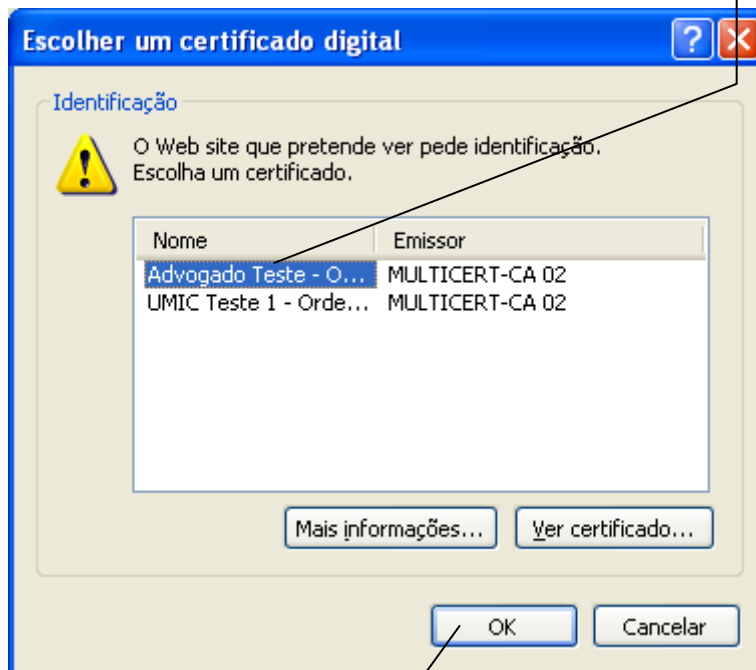 Escolher um certificado digital
Identificação
O Web site que pretende ver pede identificação.
Escolha um certificado.
Nome Emissor
Advogado Teste - O... MULTICERT-CA 02
UMIC Teste 1 - Orde... MULTICERT-CA 02
Mais informações... Ver certificado...
OK Cancelar